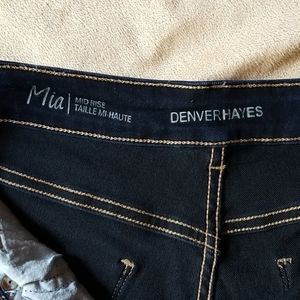 Mia
MID RISE
TAILLE MI-HAUTE
DENVER HAYES